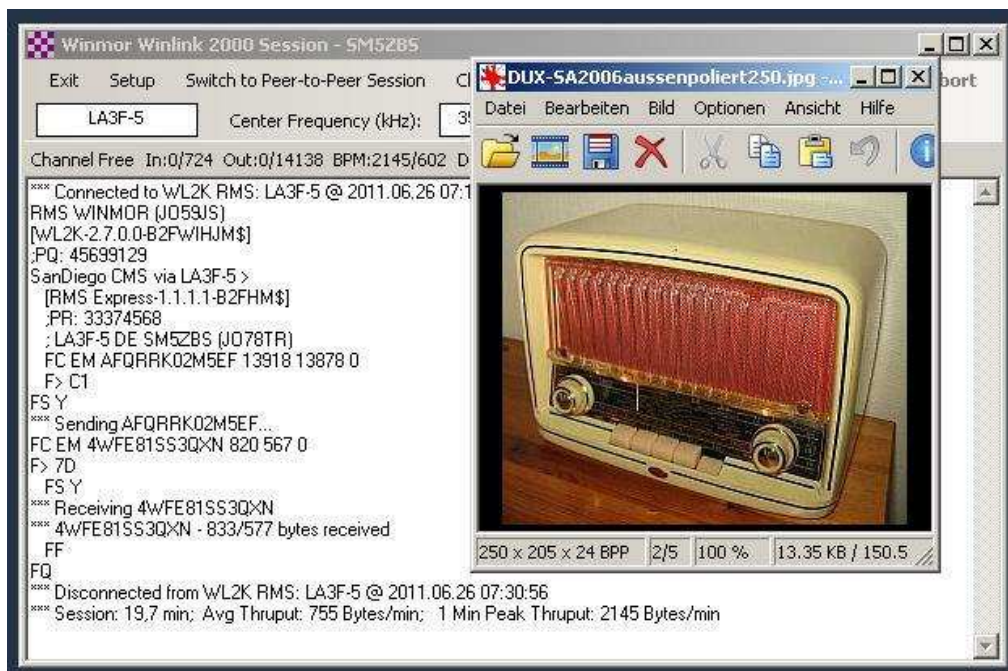 Winmor Winlink 2000 Session - SM5ZBS
Exit Setup Switch to Peer-to-Peer Session
LA3F-5 Center Frequency (kHz):
Channel Free In:0/724 Out:0/14138 BPM:2145/602 D
*** Connected to WL2K RMS: LA3F-5 @ 2011.06.26 07:1
RMS WINMOR (JO59JS)
[WL2K-2.7.0.0-B2FWIHJM$]
;PQ: 45699129
SanDiego CMS via LA3F-5 >
[RMS Express-1.1.1.1-B2FHM$]
;PR: 33374568
; LA3F-5 DE SM5ZBS (JO78TR)
FC EM AFQRRK02M5EF 13918 13878 0
F> C1
FS Y
*** Sending AFQRRK02M5EF...
FC EM 4WFE81SS3QXN 820 567 0
F> 7D
FS Y
*** Receiving 4WFE81SS3QXN
*** 4WFE81SS3QXN - 833/577 bytes received
FF
FQ
*** Disconnected from WL2K RMS: LA3F-5 @ 2011.06.26 07:30:56
*** Session: 19,7 min; Avg Thruput: 755 Bytes/min; 1 Min Peak Thruput: 2145 Bytes/min
DUX-SA2006aussenpoliert250.jpg -...
Datei Bearbeiten Bild Optionen Ansicht Hilfe
250 x 205 x 24 BPP 2/5 100 % 13.35 KB / 150.5